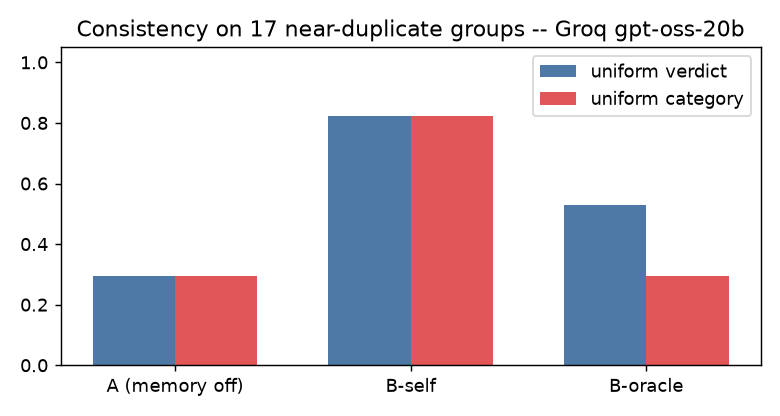 Consistency on 17 near-duplicate groups -- Groq gpt-oss-20b
uniform verdict
uniform category
1.0
0.8
0.6
0.4
0.2
0.0
A (memory off)
B-self
B-oracle